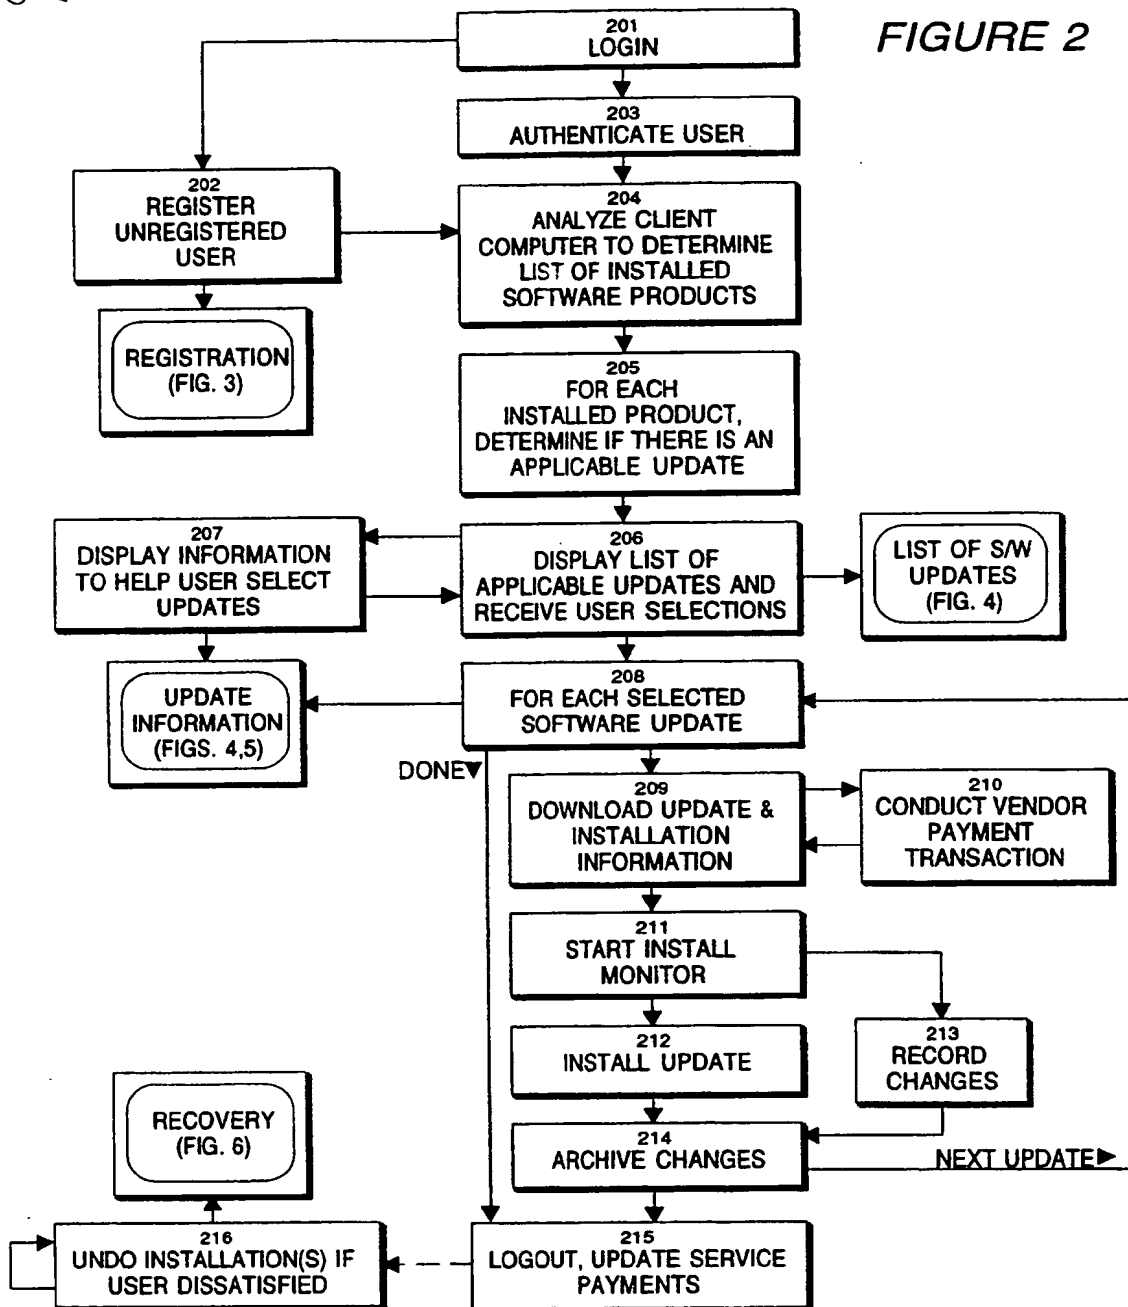 FIGURE 2
201
LOGIN
203
AUTHENTICATE USER
202
REGISTER
UNREGISTERED
USER
204
ANALYZE CLIENT
COMPUTER TO DETERMINE
LIST OF INSTALLED
SOFTWARE PRODUCTS
REGISTRATION
(FIG. 3)
205
FOR EACH
INSTALLED PRODUCT,
DETERMINE IF THERE IS AN
APPLICABLE UPDATE
207
DISPLAY INFORMATION
TO HELP USER SELECT
UPDATES
206
DISPLAY LIST OF
APPLICABLE UPDATES AND
RECEIVE USER SELECTIONS
LIST OF S/W
UPDATES
(FIG. 4)
UPDATE
INFORMATION
(FIGS. 4,5)
208
FOR EACH SELECTED
SOFTWARE UPDATE
DONE▼
209
DOWNLOAD UPDATE &
INSTALLATION
INFORMATION
210
CONDUCT VENDOR
PAYMENT
TRANSACTION
211
START INSTALL
MONITOR
212
INSTALL UPDATE
213
RECORD
CHANGES
RECOVERY
(FIG. 6)
214
ARCHIVE CHANGES
NEXT UPDATE▶
216
UNDO INSTALLATION(S) IF
USER DISSATISFIED
215
LOGOUT, UPDATE SERVICE
PAYMENTS